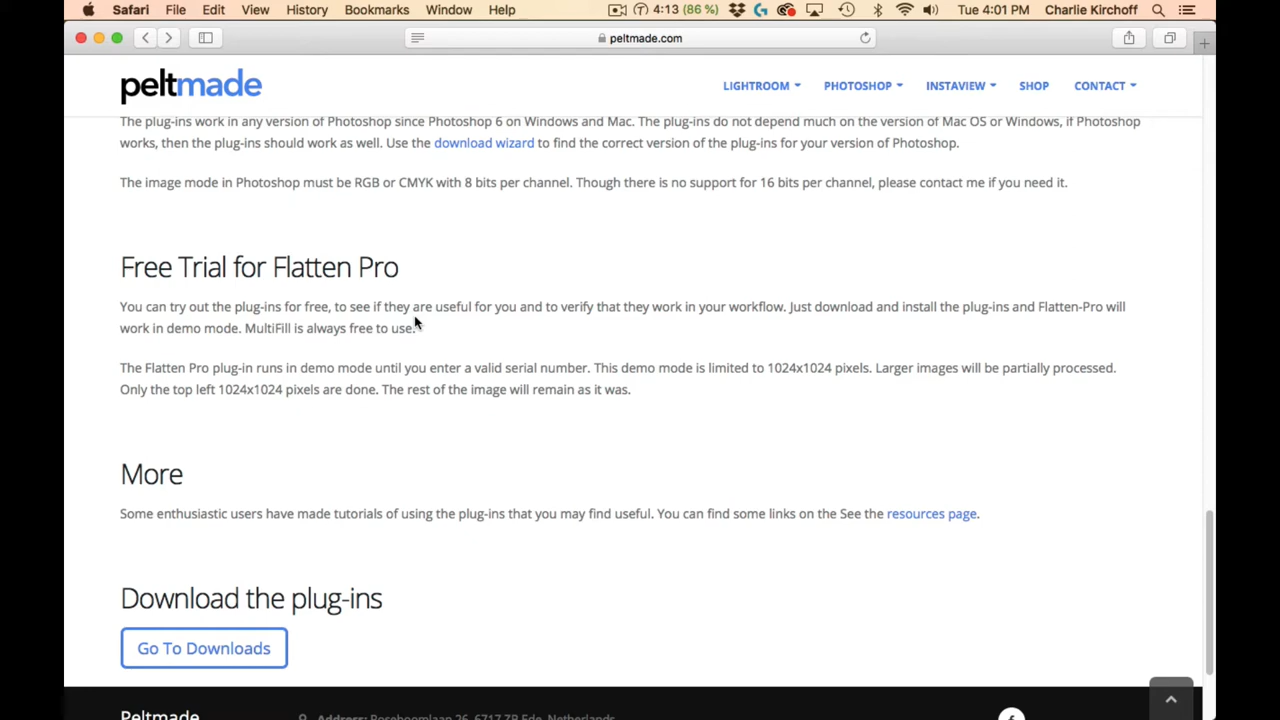 Safari File Edit View History Bookmarks Window Help 4:13 (86 %) Tue 4:01 PM Charlie Kirchoff
peltmade.com
peltmade LIGHTROOM PHOTOSHOP INSTAVIEW SHOP CONTACT
The plug-ins work in any version of Photoshop since Photoshop 6 on Windows and Mac. The plug-ins do not depend much on the version of Mac OS or Windows, if Photoshop
works, then the plug-ins should work as well. Use the download wizard to find the correct version of the plug-ins for your version of Photoshop.
The image mode in Photoshop must be RGB or CMYK with 8 bits per channel. Though there is no support for 16 bits per channel, please contact me if you need it.
Free Trial for Flatten Pro
You can try out the plug-ins for free, to see if they are useful for you and to verify that they work in your workflow. Just download and install the plug-ins and Flatten-Pro will
work in demo mode. MultiFill is always free to use.
The Flatten Pro plug-in runs in demo mode until you enter a valid serial number. This demo mode is limited to 1024x1024 pixels. Larger images will be partially processed.
Only the top left 1024x1024 pixels are done. The rest of the image will remain as it was.
More
Some enthusiastic users have made tutorials of using the plug-ins that you may find useful. You can find some links on the See the resources page.
Download the plug-ins
Go To Downloads
Peltmade Address: Roseboomlaan 26, 6717 ZB Ede, Netherlands